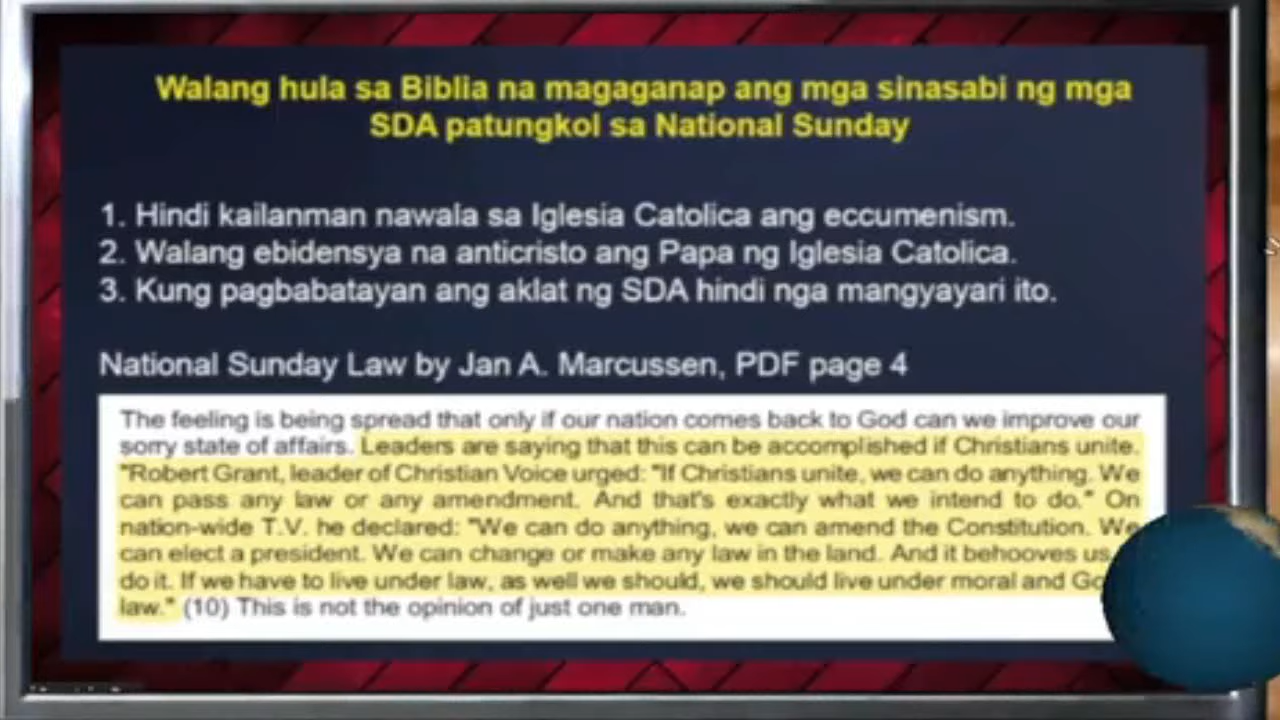 Walang hula sa Biblia na magaganap ang mga sinasabi ng mga
SDA patungkol sa National Sunday
1. Hindi kailanman nawala sa Iglesia Catolica ang eccumenism.
2. Walang ebidensya na anticristo ang Papa ng Iglesia Catolica.
3. Kung pagbabatayan ang aklat ng SDA hindi nga mangyayari ito.
National Sunday Law by Jan A. Marcussen, PDF page 4
The feeling is being spread that only if our nation comes back to God can we improve our
sorry state of affairs. Leaders are saying that this can be accomplished if Christians unite.
"Robert Grant, leader of Christian Voice urged: "If Christians unite, we can do anything. We
can pass any law or any amendment. And that's exactly what we intend to do." On
nation-wide T.V. he declared: "We can do anything, we can amend the Constitution. We
can elect a president. We can change or make any law in the land. And it behooves us
do it. If we have to live under law, as well we should, we should live under moral and
law." (10) This is not the opinion of just one man.